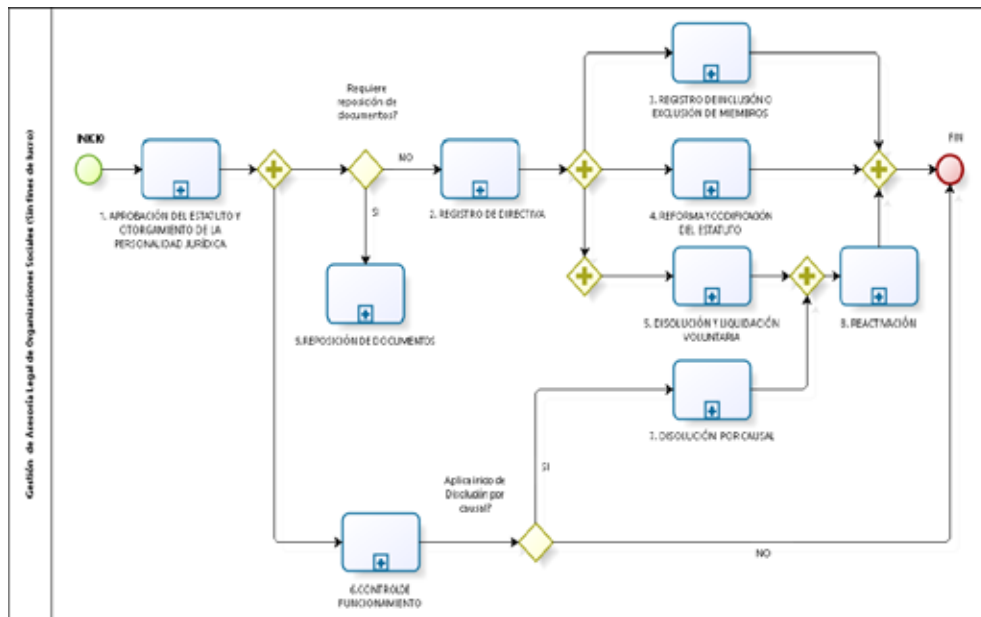 Gestión de Asesoría Legal de Organizaciones Sociales (Sin fines de lucro)
INICIO
1. APROBACIÓN DEL ESTATUTO Y
OTORGAMIENTO DE LA
PERSONALIDAD JURÍDICA
Requiere
reposición de
documentos?
NO
SI
2. REGISTRO DE DIRECTIVA
3. REGISTRO DE INCLUSIÓN O
EXCLUSIÓN DE MIEMBROS
FIN
4. REFORMA Y CODIFICACIÓN
DEL ESTATUTO
9.REPOSICIÓN DE DOCUMENTOS
5. DISOLUCIÓN Y LIQUIDACIÓN
VOLUNTARIA
8. REACTIVACIÓN
7. DISOLUCIÓN POR CAUSAL
SI
Aplica inicio de
Disolución por
causal?
NO
6.CONTROL DE
FUNCIONAMIENTO